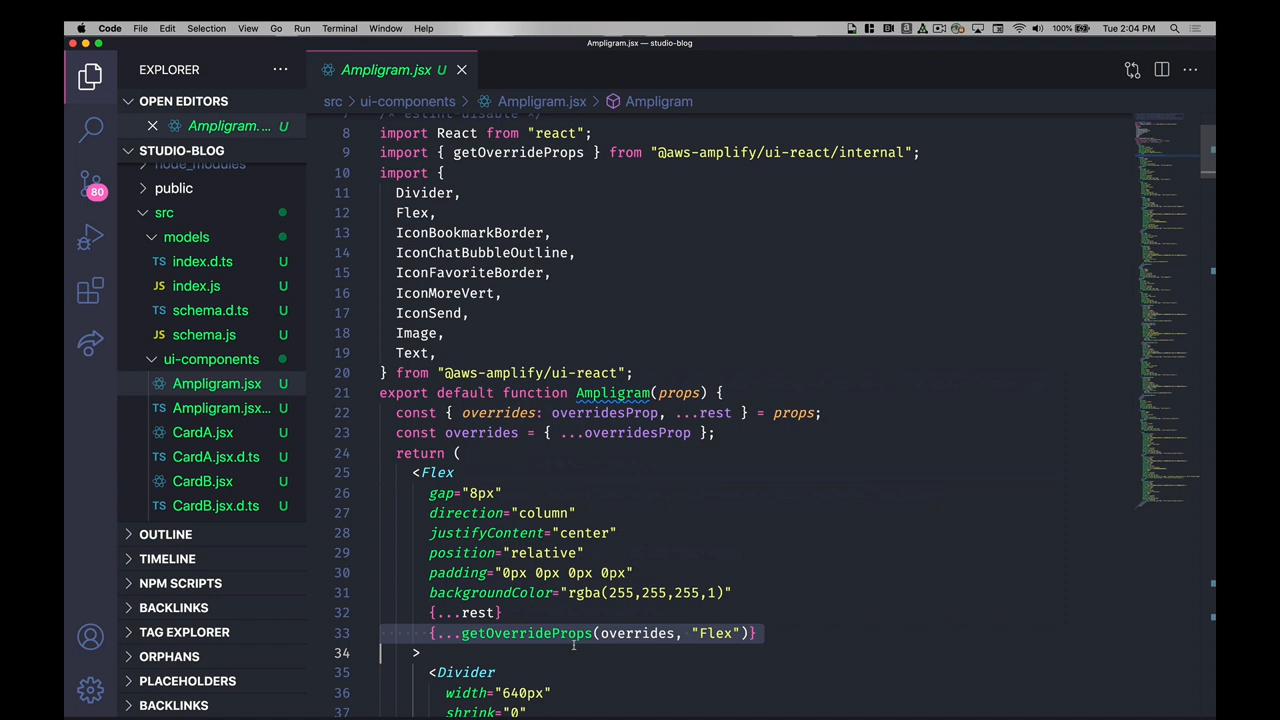 Code File Edit Selection View Go Run Terminal Window Help 100% Tue 2:04 PM
Ampligram.jsx — studio-blog
EXPLORER
OPEN EDITORS
Ampligram. ... U
STUDIO-BLOG
node_modules
public
src
models
TS index.d.ts U
JS index.js U
TS schema.d.ts U
JS schema.js U
ui-components
Ampligram.jsx U
Ampligram.jsx... U
CardA.jsx U
CardA.jsx.d.ts U
CardB.jsx U
CardB.jsx.d.ts U
OUTLINE
TIMELINE
NPM SCRIPTS
BACKLINKS
TAG EXPLORER
ORPHANS
PLACEHOLDERS
BACKLINKS
80
Ampligram.jsx U
src > ui-components > Ampligram.jsx > Ampligram
7 /* eslint-disable */
8 import React from "react";
9 import { getOverrideProps } from "@aws-amplify/ui-react/internal";
10 import {
11 Divider,
12 Flex,
13 IconBookmarkBorder,
14 IconChatBubbleOutline,
15 IconFavoriteBorder,
16 IconMoreVert,
17 IconSend,
18 Image,
19 Text,
20 } from "@aws-amplify/ui-react";
21 export default function Ampligram(props) {
22 const { overrides: overridesProp, ...rest } = props;
23 const overrides = { ...overridesProp };
24 return (
25 <Flex
26 gap="8px"
27 direction="column"
28 justifyContent="center"
29 position="relative"
30 padding="0px 0px 0px 0px"
31 backgroundColor="rgba(255,255,255,1)"
32 {...rest}
33 {...getOverrideProps(overrides, "Flex")}
34 >
35 <Divider
36 width="640px"
37 shrink="0"